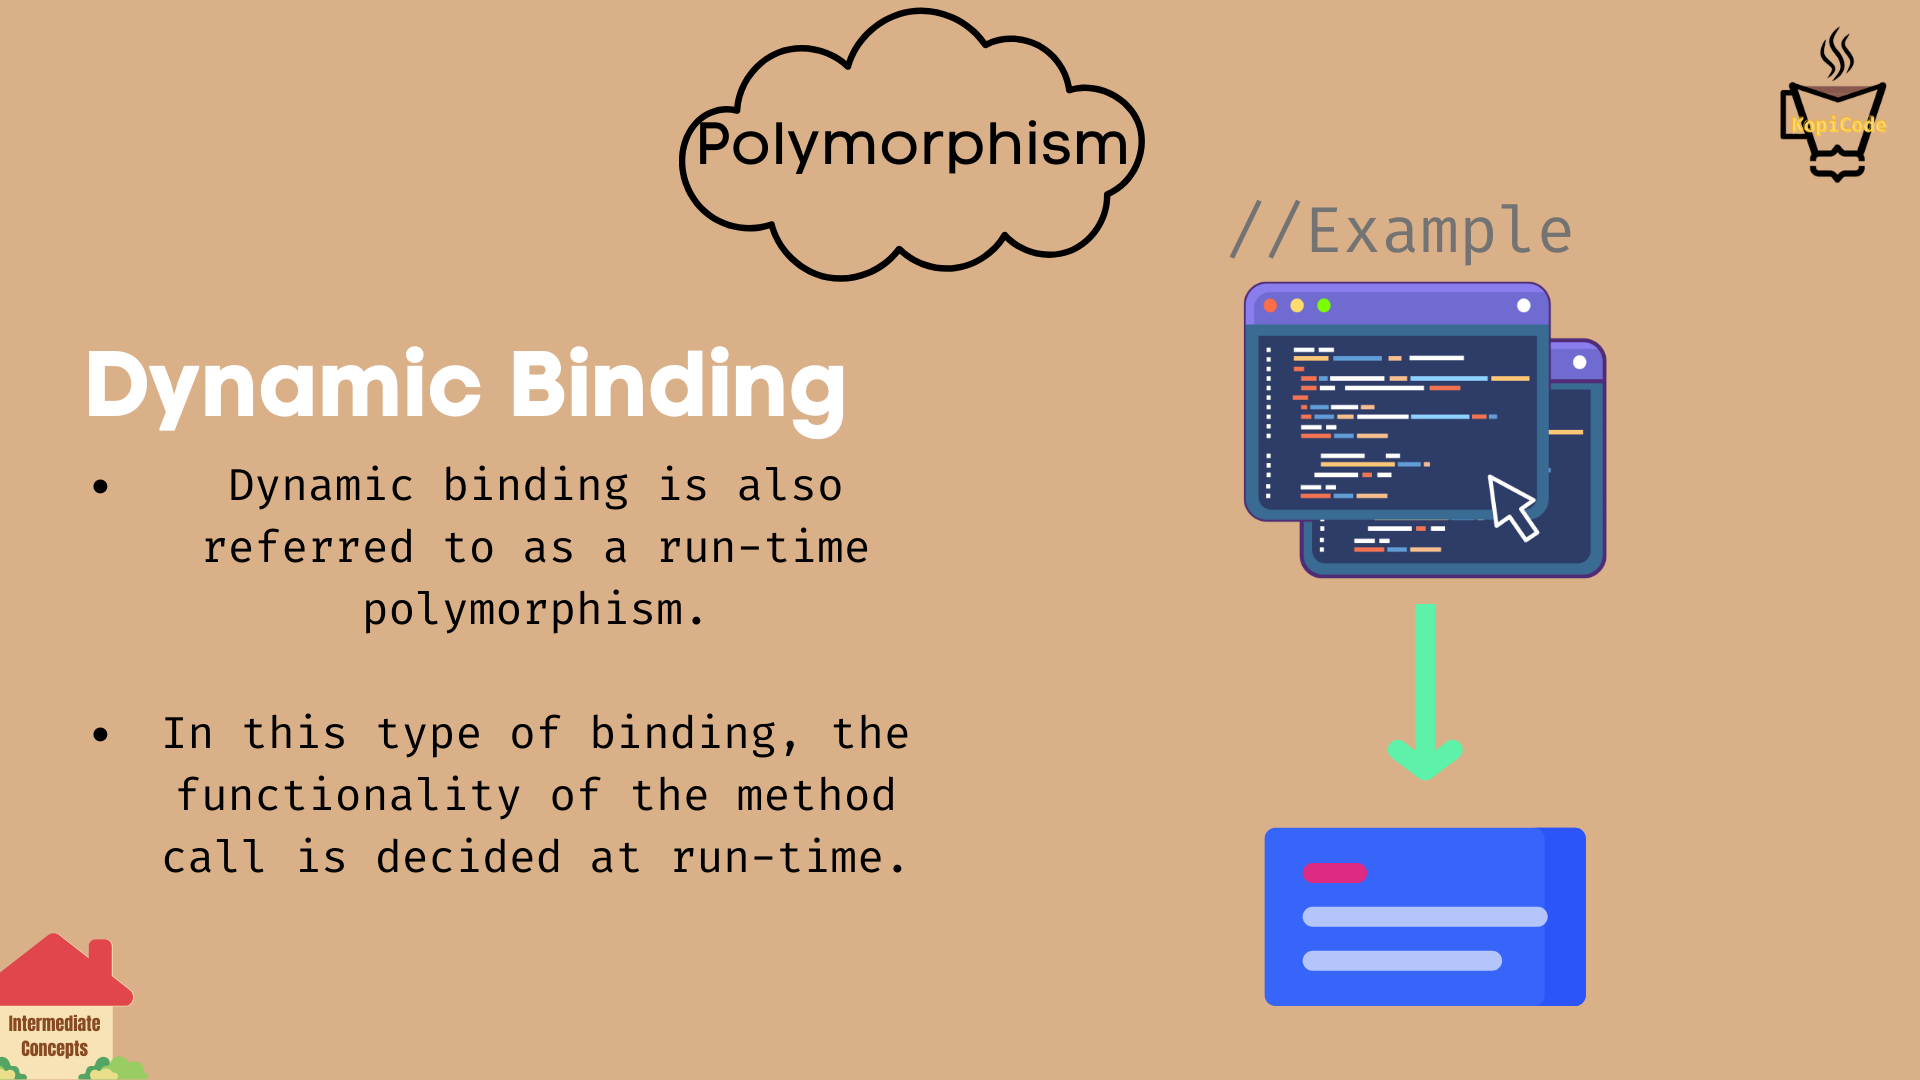 Polymorphism
KopiCode
//Example
Dynamic Binding
• Dynamic binding is also
referred to as a run-time
polymorphism.
• In this type of binding, the
functionality of the method
call is decided at run-time.
Intermediate
Concepts